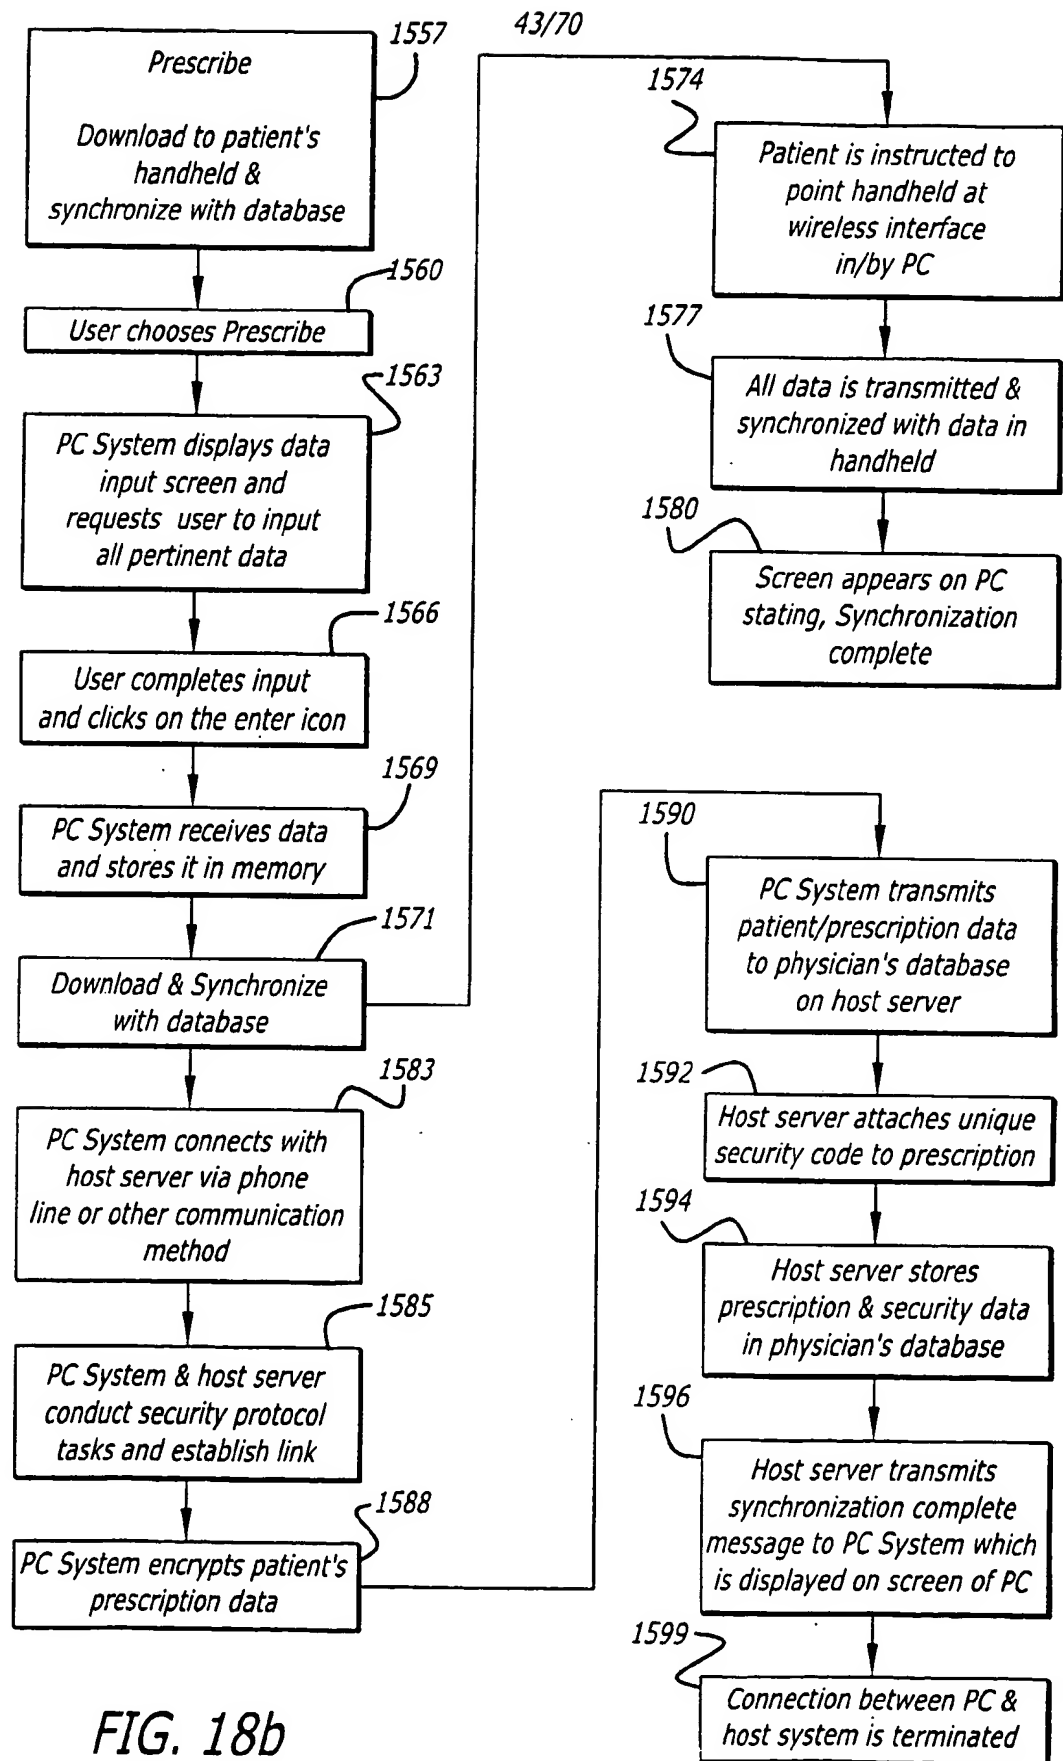 43/70
1557
Prescribe
Download to patient's
handheld &
synchronize with database
1560
User chooses Prescribe
1563
PC System displays data
input screen and
requests user to input
all pertinent data
1566
User completes input
and clicks on the enter icon
1569
PC System receives data
and stores it in memory
1571
Download & Synchronize
with database
1583
PC System connects with
host server via phone
line or other communication
method
1585
PC System & host server
conduct security protocol
tasks and establish link
1588
PC System encrypts patient's
prescription data
1574
Patient is instructed to
point handheld at
wireless interface
in/by PC
1577
All data is transmitted &
synchronized with data in
handheld
1580
Screen appears on PC
stating, Synchronization
complete
1590
PC System transmits
patient/prescription data
to physician's database
on host server
1592
Host server attaches unique
security code to prescription
1594
Host server stores
prescription & security data
in physician's database
1596
Host server transmits
synchronization complete
message to PC System which
is displayed on screen of PC
1599
Connection between PC &
host system is terminated
FIG. 18b